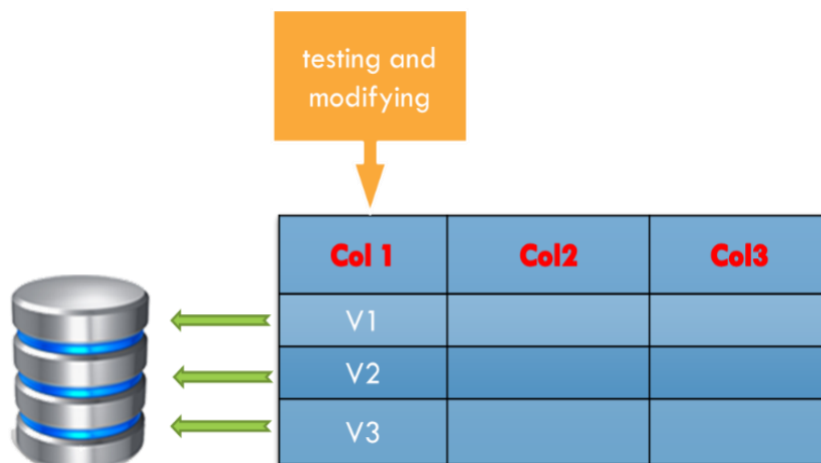 testing and
modifying
Col 1 Col2 Col3
V1
V2
V3